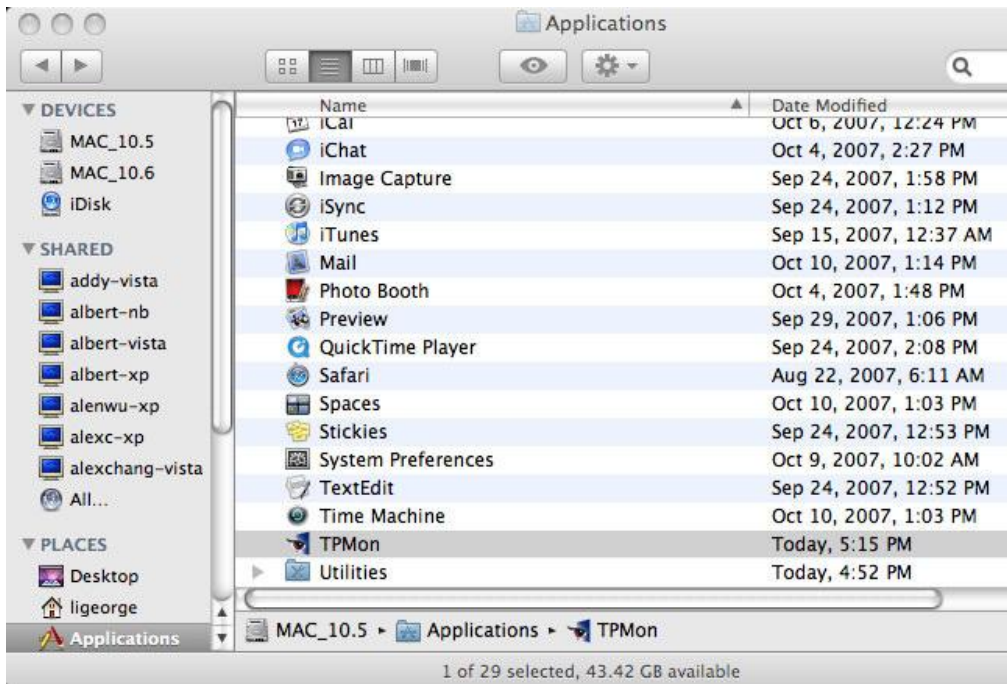 Applications
DEVICES
MAC_10.5
MAC_10.6
iDisk
SHARED
addy-vista
albert-nb
albert-vista
albert-xp
alenwu-xp
alexc-xp
alexchang-vista
All...
PLACES
Desktop
ligeorge
Applications
Name Date Modified
iCal Oct 6, 2007, 12:24 PM
iChat Oct 4, 2007, 2:27 PM
Image Capture Sep 24, 2007, 1:58 PM
iSync Sep 24, 2007, 1:12 PM
iTunes Sep 15, 2007, 12:37 AM
Mail Oct 10, 2007, 1:14 PM
Photo Booth Oct 4, 2007, 1:48 PM
Preview Sep 29, 2007, 1:06 PM
QuickTime Player Sep 24, 2007, 2:08 PM
Safari Aug 22, 2007, 6:11 AM
Spaces Oct 10, 2007, 1:03 PM
Stickies Sep 24, 2007, 12:53 PM
System Preferences Oct 9, 2007, 10:02 AM
TextEdit Sep 24, 2007, 12:52 PM
Time Machine Oct 10, 2007, 1:03 PM
TPMon Today, 5:15 PM
Utilities Today, 4:52 PM
MAC_10.5 ▸ Applications ▸ TPMon
1 of 29 selected, 43.42 GB available